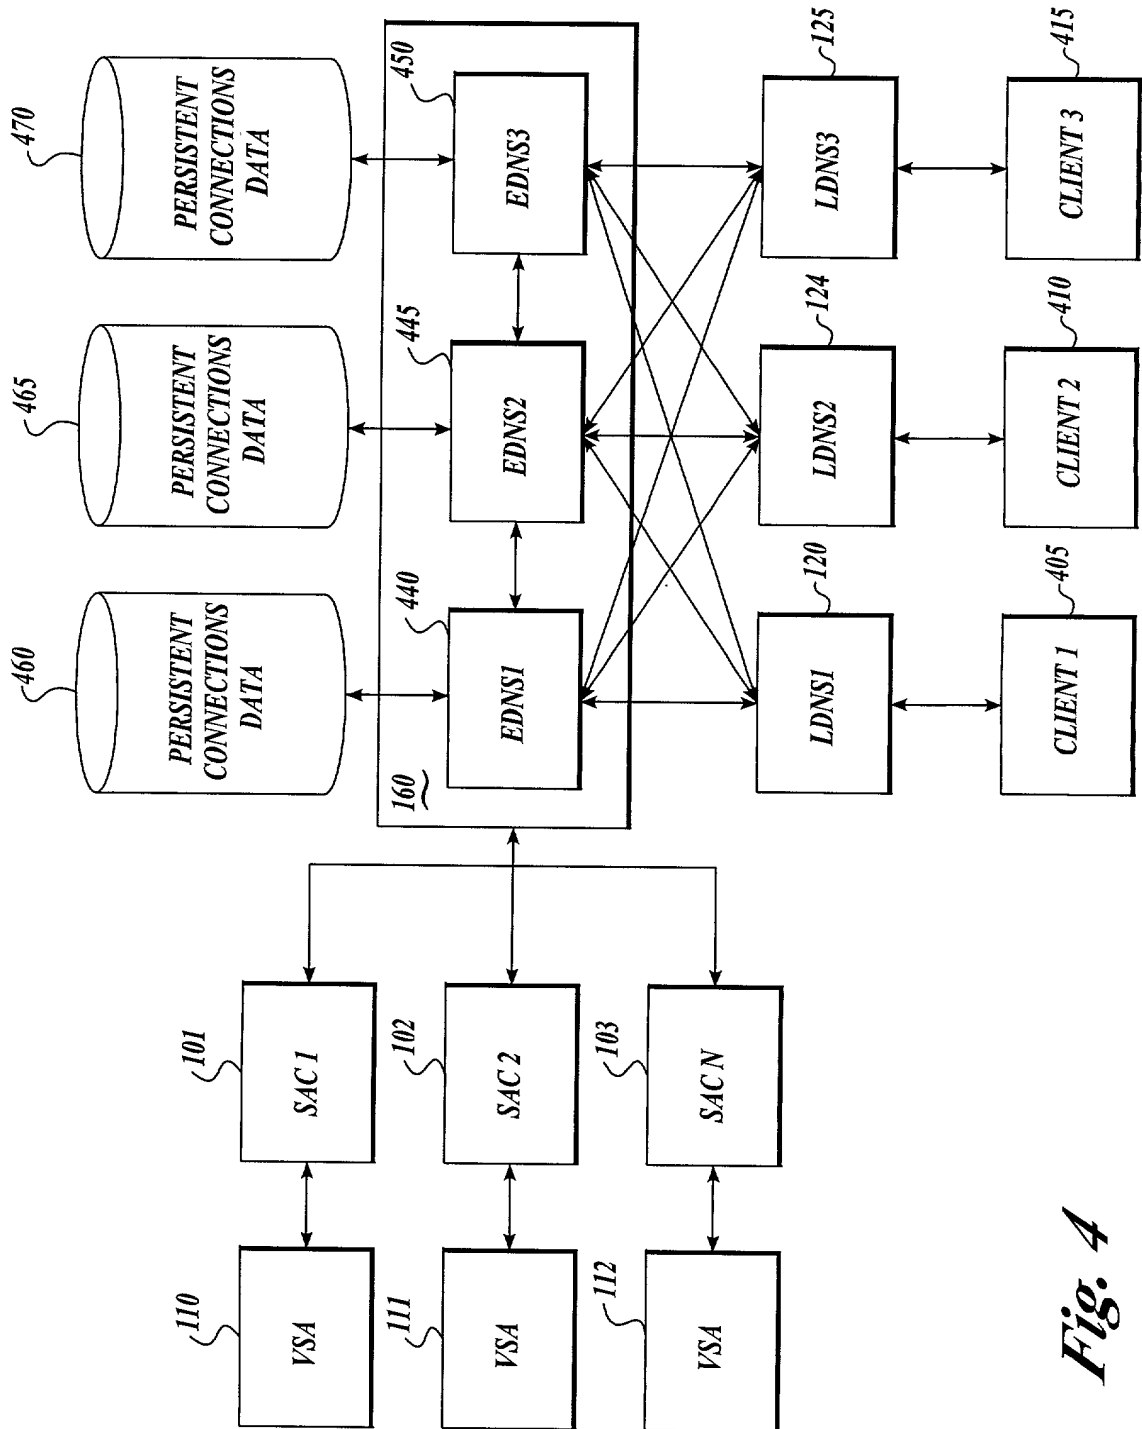 460
PERSISTENT
CONNECTIONS
DATA
465
PERSISTENT
CONNECTIONS
DATA
470
PERSISTENT
CONNECTIONS
DATA
160
440
EDNS1
445
EDNS2
450
EDNS3
110
VSA
101
SAC 1
111
VSA
102
SAC 2
112
VSA
103
SAC N
120
LDNS1
124
LDNS2
125
LDNS3
405
CLIENT 1
410
CLIENT 2
415
CLIENT 3
Fig. 4